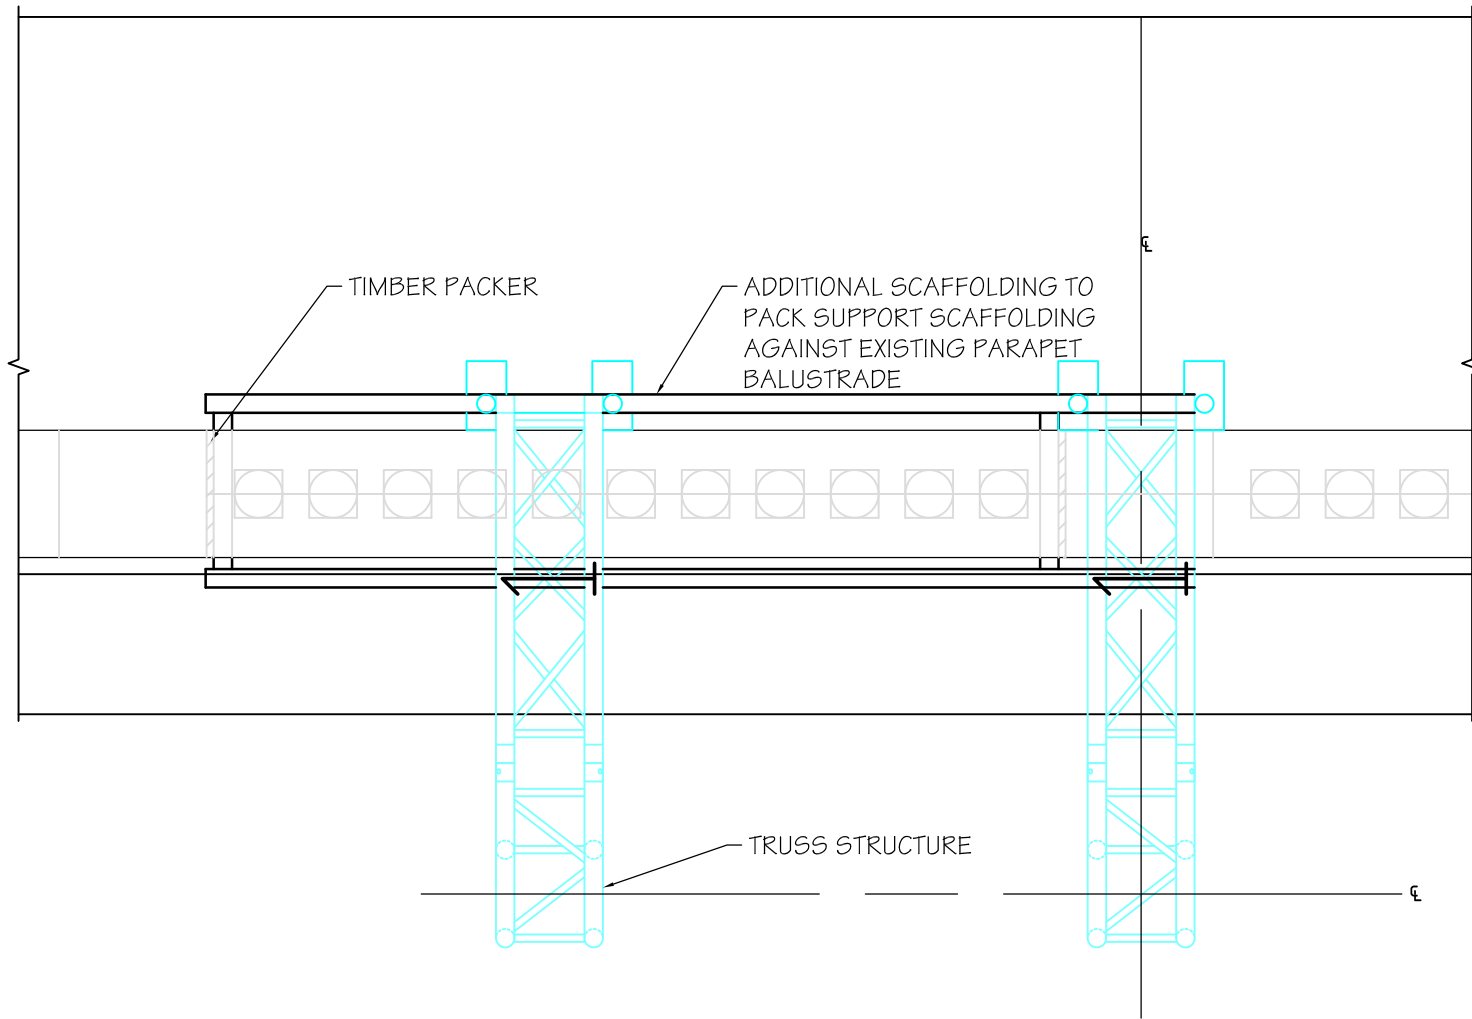 ℄
TIMBER PACKER
ADDITIONAL SCAFFOLDING TO
PACK SUPPORT SCAFFOLDING
AGAINST EXISTING PARAPET
BALUSTRADE
TRUSS STRUCTURE
℄